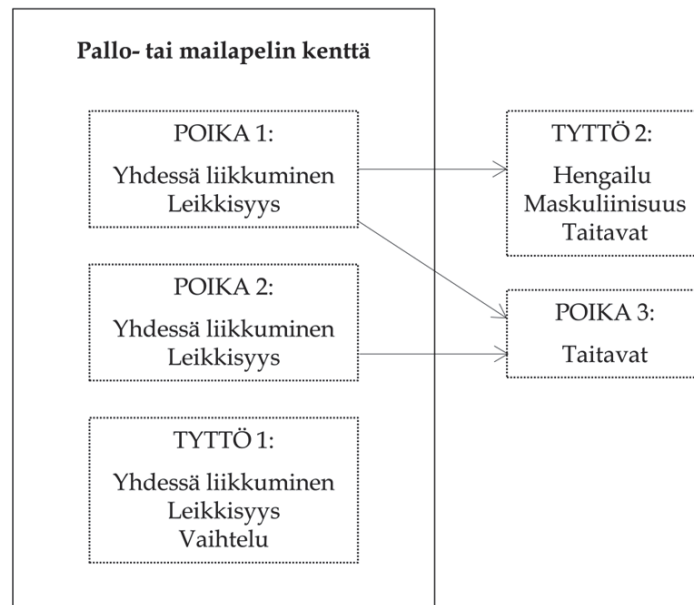 Pallo- tai mailapelin kenttä
POIKA 1:
Yhdessä liikkuminen
Leikkisyys
POIKA 2:
Yhdessä liikkuminen
Leikkisyys
TYTTÖ 1:
Yhdessä liikkuminen
Leikkisyys
Vaihtelu
TYTTÖ 2:
Hengailu
Maskuliinisuus
Taitavat
POIKA 3:
Taitavat